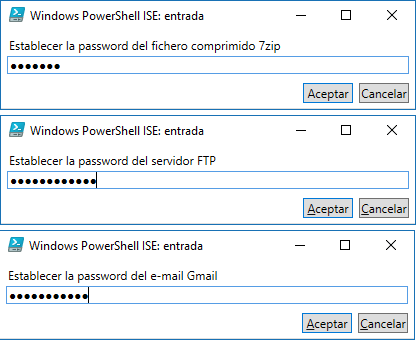 Windows PowerShell ISE: entrada
Establecer la password del fichero comprimido 7zip
●●●●●●●
Aceptar Cancelar
Windows PowerShell ISE: entrada
Establecer la password del servidor FTP
●●●●●●●●●●●●
Aceptar Cancelar
Windows PowerShell ISE: entrada
Establecer la password del e-mail Gmail
●●●●●●●●●●●
Aceptar Cancelar